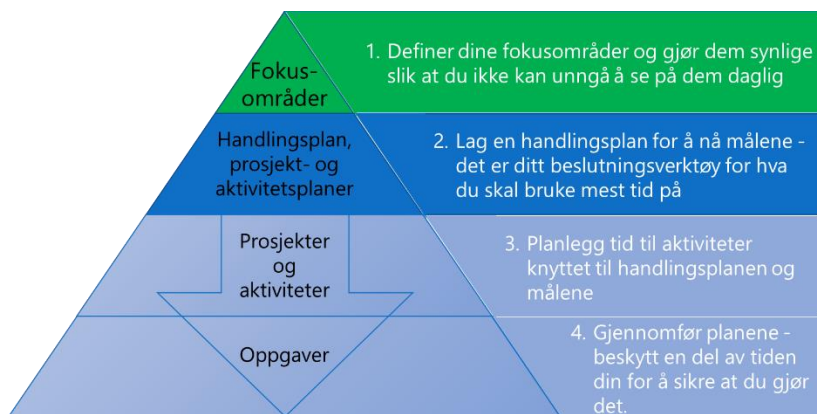 Fokus-
områder
1. Definer dine fokusområder og gjør dem synlige
slik at du ikke kan unngå å se på dem daglig
Handlingsplan,
prosjekt- og
aktivitetsplaner
2. Lag en handlingsplan for å nå målene -
det er ditt beslutningsverktøy for hva
du skal bruke mest tid på
Prosjekter
og
aktiviteter
3. Planlegg tid til aktiviteter
knyttet til handlingsplanen og
målene
Oppgaver
4. Gjennomfør planene -
beskytt en del av tiden
din for å sikre at du gjør
det.